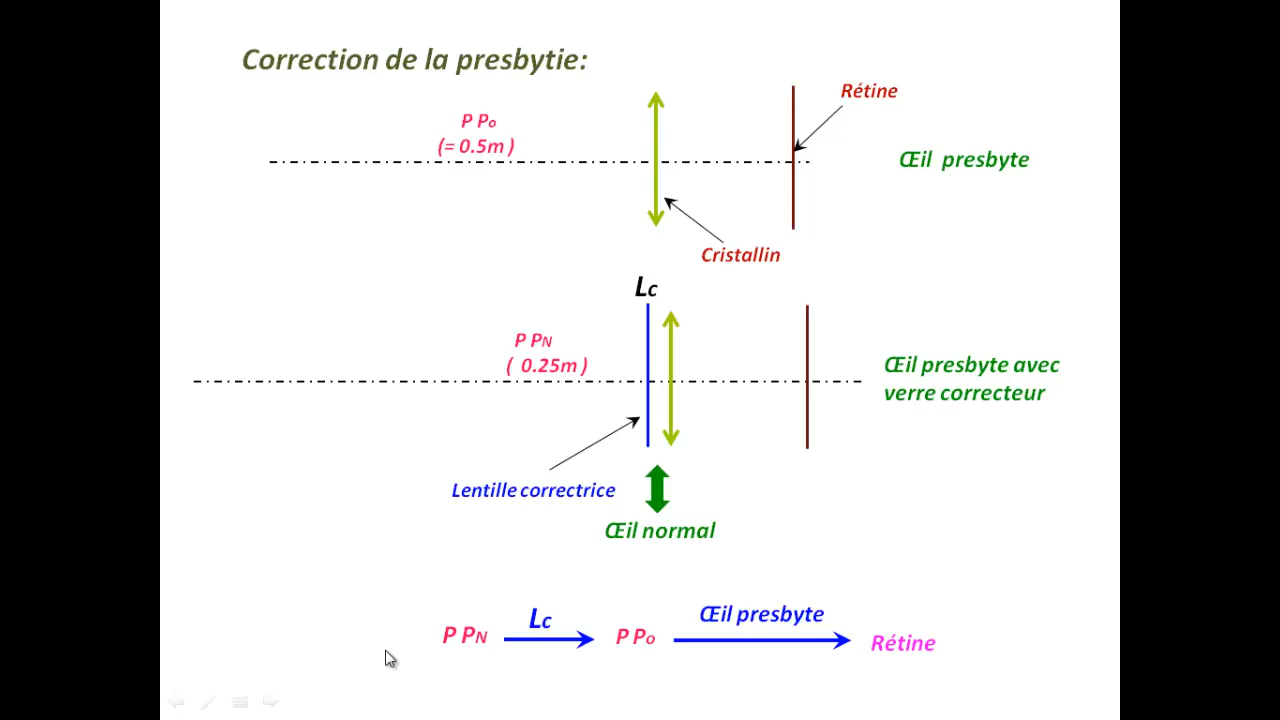 Correction de la presbytie:
Rétine
P Po
(= 0.5m )
Œil presbyte
Cristallin
Lc
P PN
( 0.25m )
Œil presbyte avec
verre correcteur
Lentille correctrice
Œil normal
P PN
Lc
P Po
Œil presbyte
Rétine